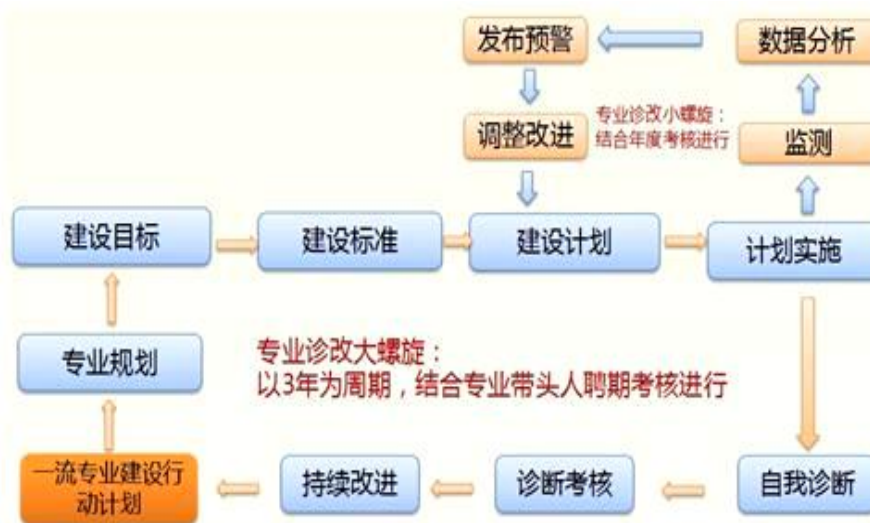 发布预警
数据分析
调整改进
专业诊改小螺旋：
结合年度考核进行
监测
建设目标
建设标准
建设计划
计划实施
专业规划
专业诊改大螺旋：
以3年为周期，结合专业带头人聘期考核进行
一流专业建设行
动计划
持续改进
诊断考核
自我诊断